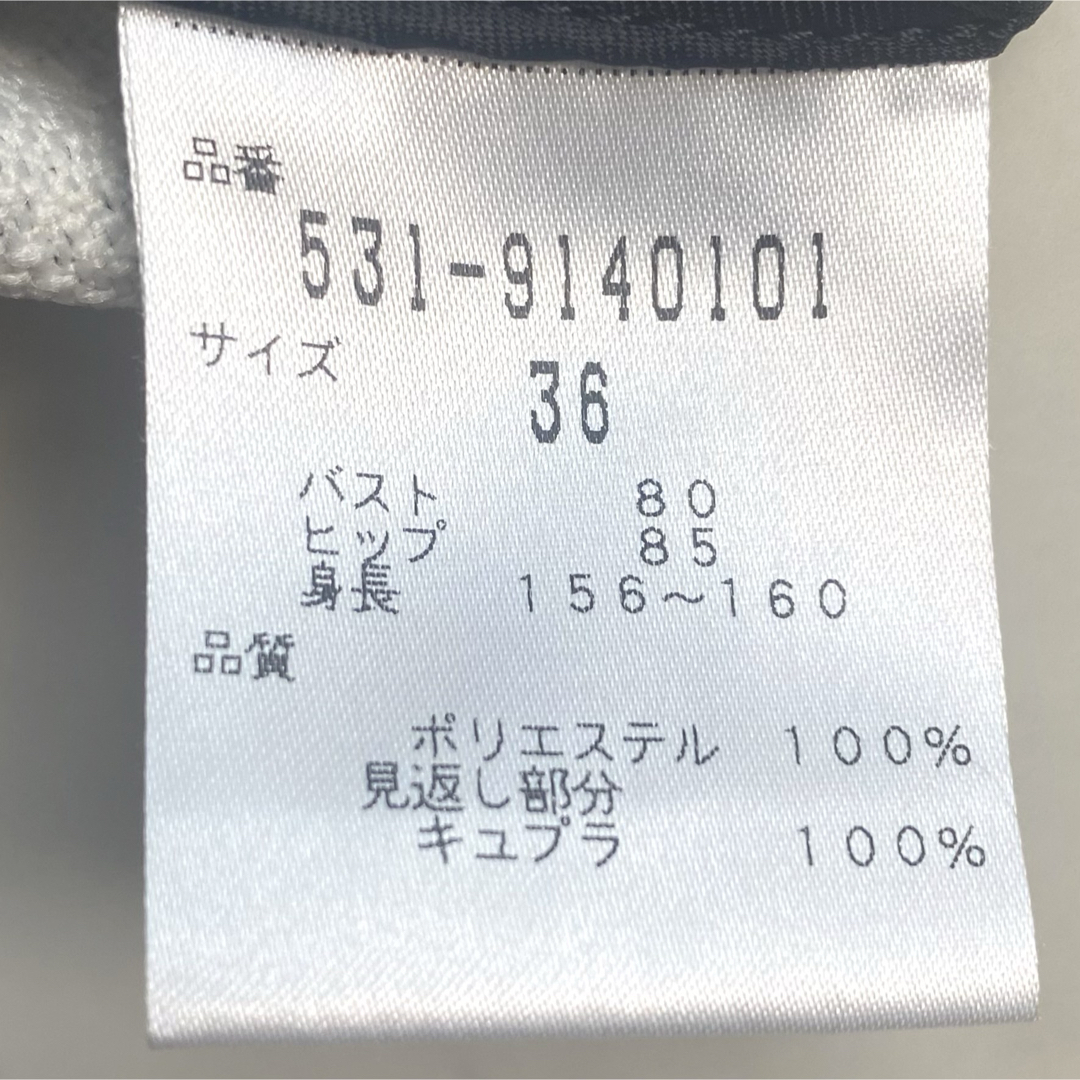 品番
531-9140101
サイズ
36
バスト 80
ヒップ 85
身長 156~160
品質
ポリエステル 100%
見返し部分
キュプラ 100%